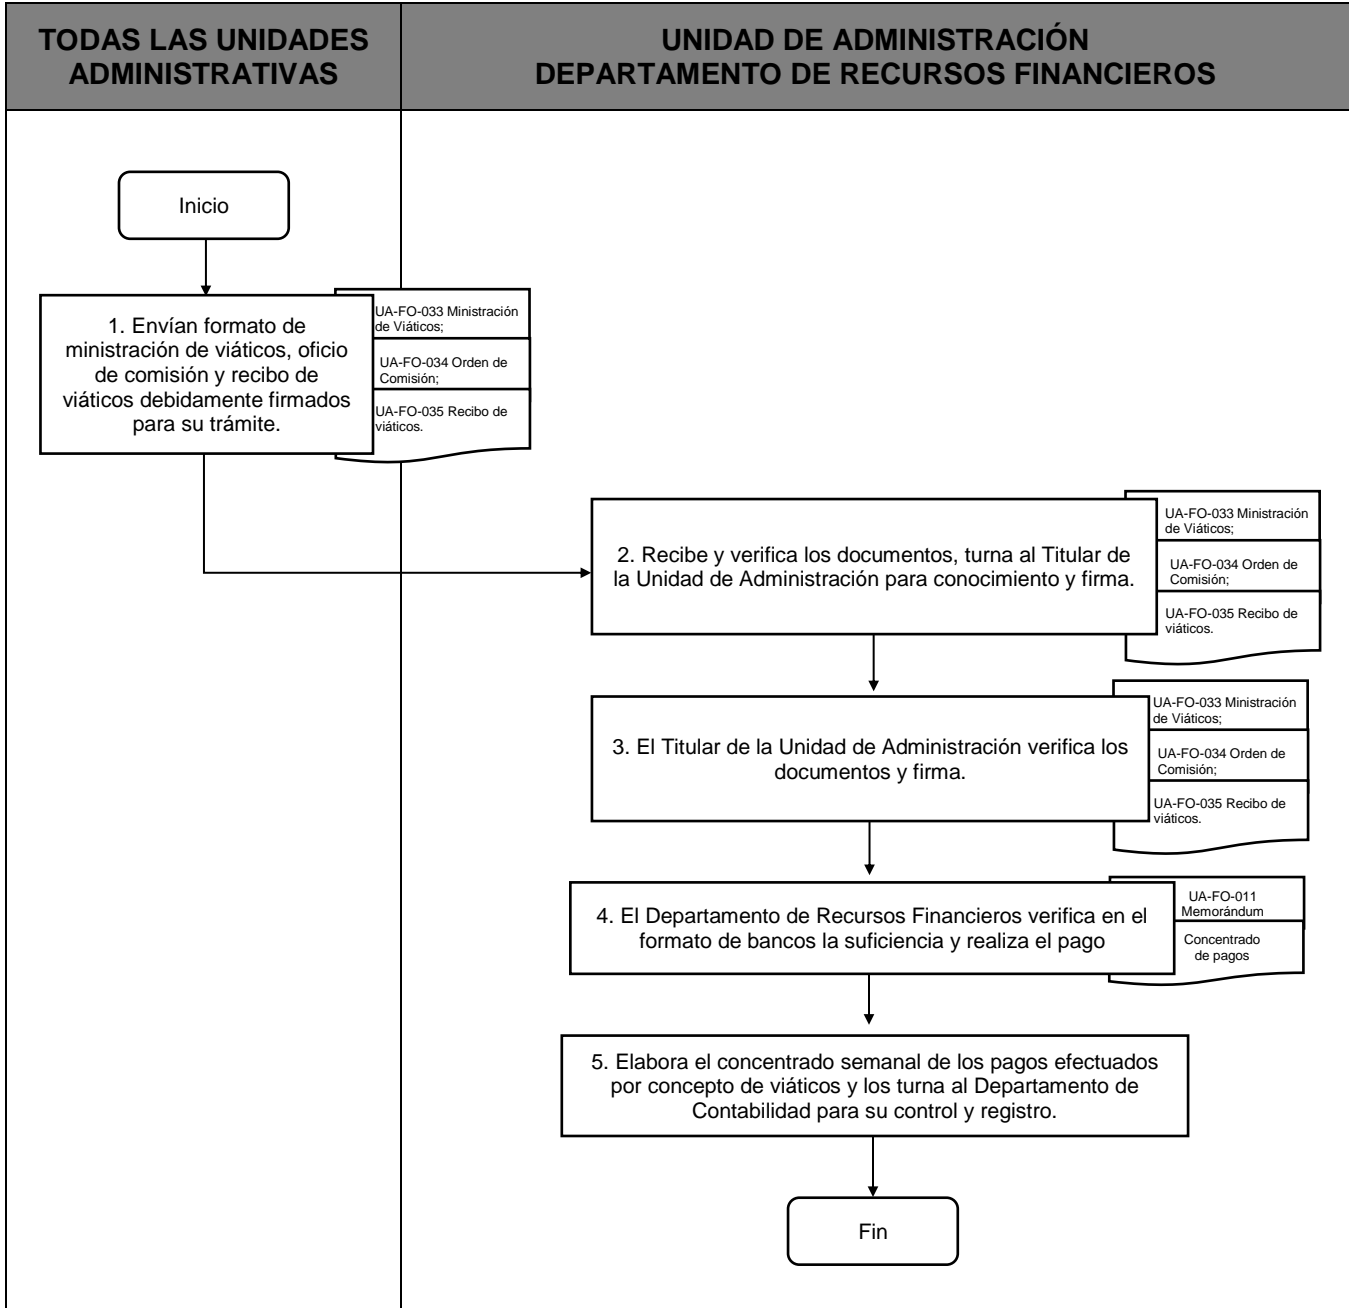 TODAS LAS UNIDADES
ADMINISTRATIVAS
UNIDAD DE ADMINISTRACIÓN
DEPARTAMENTO DE RECURSOS FINANCIEROS
Inicio
1. Envían formato de
ministración de viáticos, oficio
de comisión y recibo de
viáticos debidamente firmados
para su trámite.
UA-FO-033 Ministración
de Viáticos;
UA-FO-034 Orden de
Comisión;
UA-FO-035 Recibo de
viáticos.
2. Recibe y verifica los documentos, turna al Titular de
la Unidad de Administración para conocimiento y firma.
UA-FO-033 Ministración
de Viáticos;
UA-FO-034 Orden de
Comisión;
UA-FO-035 Recibo de
viáticos.
3. El Titular de la Unidad de Administración verifica los
documentos y firma.
UA-FO-033 Ministración
de Viáticos;
UA-FO-034 Orden de
Comisión;
UA-FO-035 Recibo de
viáticos.
4. El Departamento de Recursos Financieros verifica en el
formato de bancos la suficiencia y realiza el pago
UA-FO-011
Memorándum
Concentrado
de pagos
5. Elabora el concentrado semanal de los pagos efectuados
por concepto de viáticos y los turna al Departamento de
Contabilidad para su control y registro.
Fin